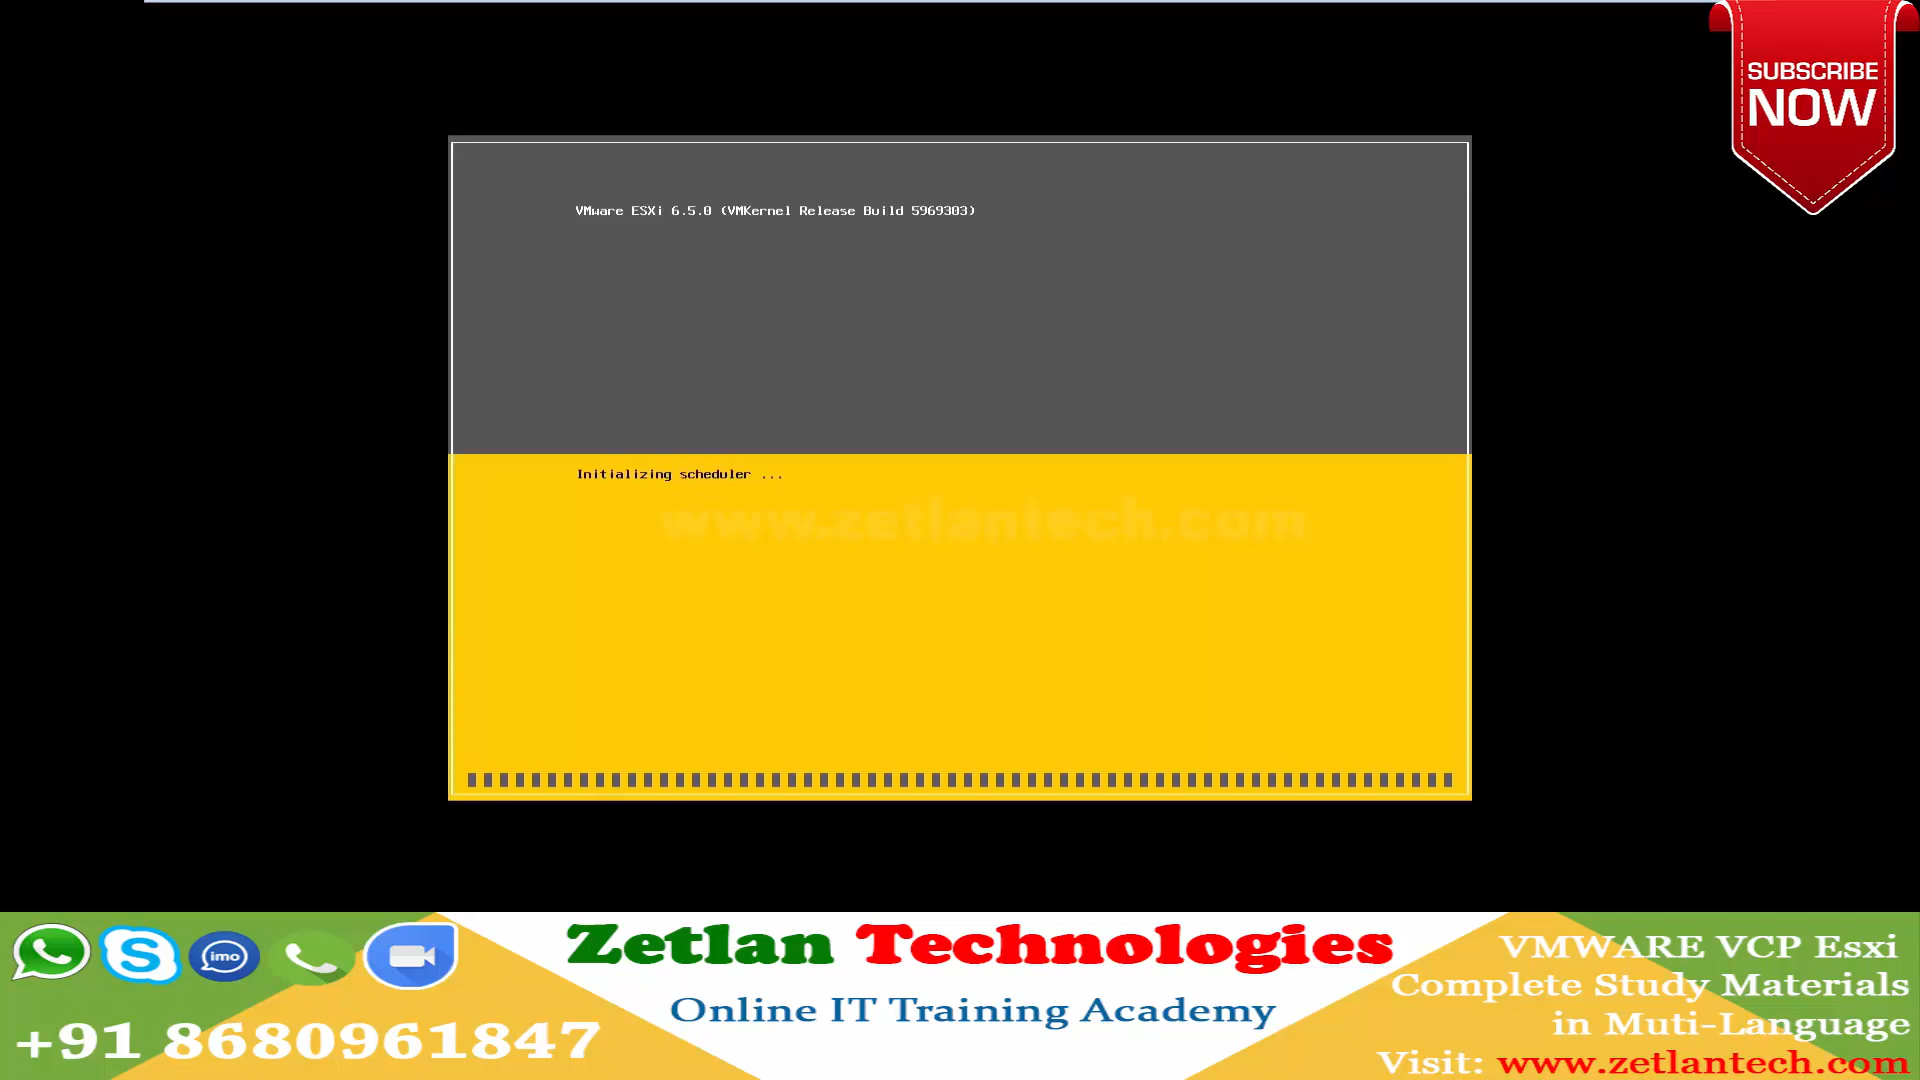 SUBSCRIBE
NOW
VMware ESXi 6.5.0 (VMKernel Release Build 5969303)
Initializing scheduler ...
www.zetlantech.com
imo
+91 8680961847
Zetlan Technologies
Online IT Training Academy
VMWARE VCP Esxi
Complete Study Materials
in Muti-Language
Visit: www.zetlantech.com